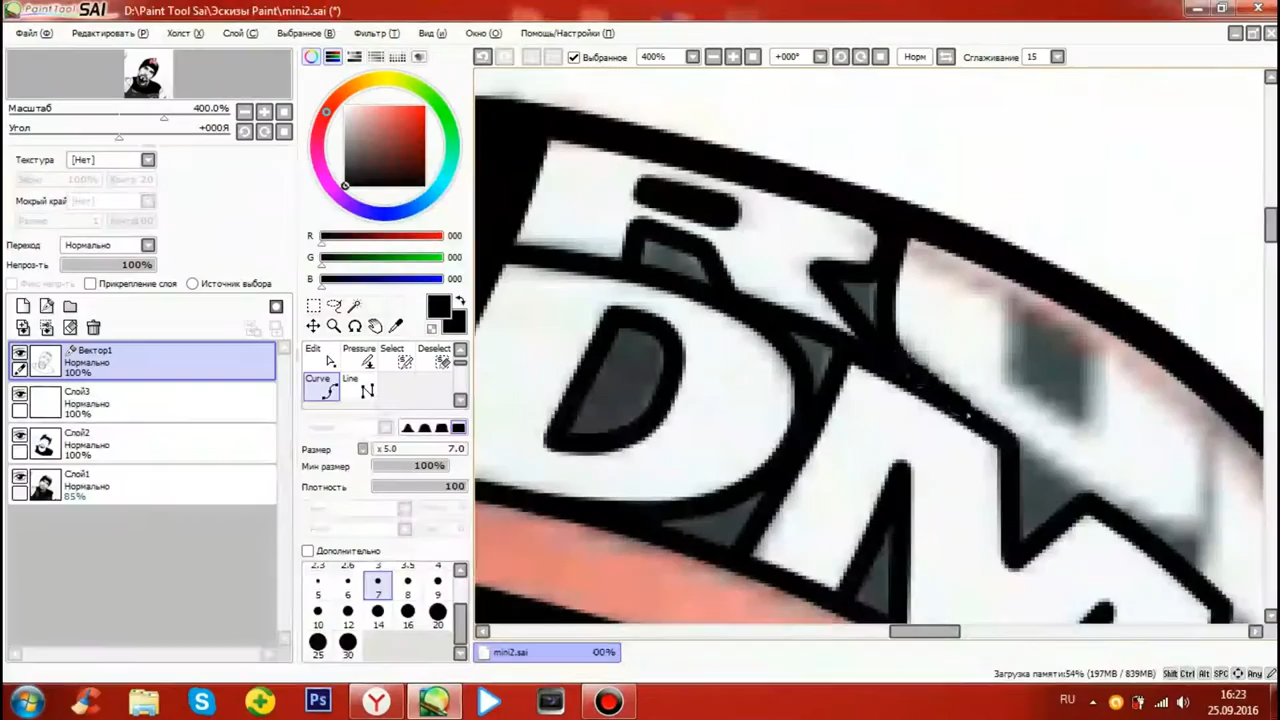 PaintTool SAI D:\Paint Tool Sai\Эскизы Paint\mini2.sai (*)
Файл (Ф) Редактировать (Р) Холст (Х) Слой (С) Выбранное (В) Фильтр (Т) Вид (и) Окно (О) Помощь/Настройки (П)
Выбранное 400% +000° Норм Сглаживание 15
Масштаб 400.0%
Угол +000Я
Текстура [Нет]
100% 20
Мокрый край [Нет]
1
Переход Нормально
Непроз-ть 100%
Прикрепление слоя Источник выбора
Вектор1
Нормально
100%
Слой3
Нормально
100%
Слой2
Нормально
100%
Слой1
Нормально
85%
R 000
G 000
B 000
Edit Pressure Select Deselect
Curve Line
Размер x 5.0 7.0
Мин размер 100%
Плотность 100
Дополнительно
2.3 2.6 3 3.5 4
5 6 7 8 9
10 12 14 16 20
25 30
D
mini2.sai 00%
Загрузка памяти:54% (197MB / 839MB) Shift Ctrl Alt SPC Any
Ps
RU
16:23
25.09.2016